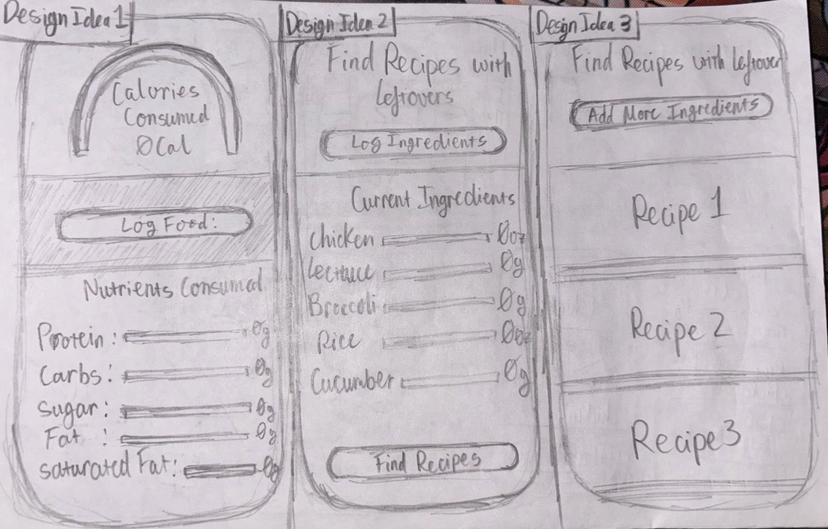 Design Idea 1
Calories
Consumed
0Cal
Log Food:
Nutrients Consumed
Protein: 0g
Carbs: 0g
Sugar: 0g
Fat: 0g
Saturated Fat: 0g
Design Idea 2
Find Recipes with
Leftovers
Log Ingredients
Current Ingredients
Chicken 0oz
Lecttuce 0g
Broccoli 0g
Rice 0oz
Cucumber 0g
Find Recipes
Design Idea 3
Find Recipes with Leftover
Add More Ingredients
Recipe 1
Recipe 2
Recipe 3